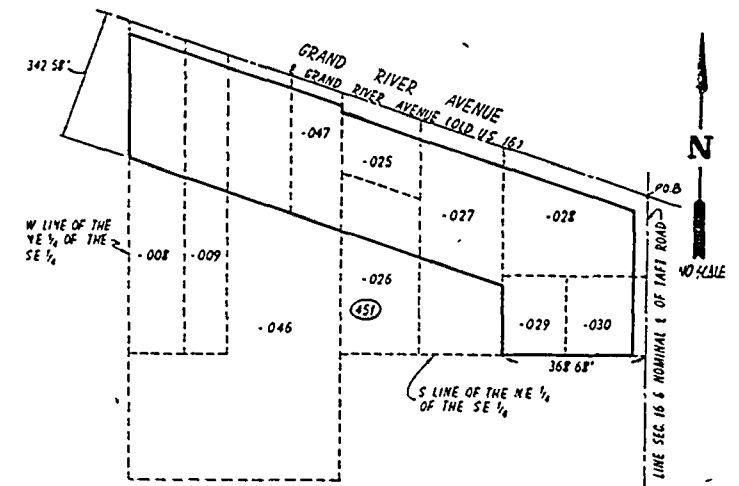 342 58'
GRAND RIVER AVENUE
℄ GRAND RIVER AVENUE (OLD U.S. 16)
-047
-025
-027
-028
P.O.B
N
NO SCALE
W LINE OF THE
NE ¼ OF THE
SE ¼
-008
-009
-046
-026
451
-029
-030
368 68'
S LINE OF THE NE ¼
OF THE SE ¼
LINE SEC. 16 & NOMINAL ℄ OF TAFT ROAD